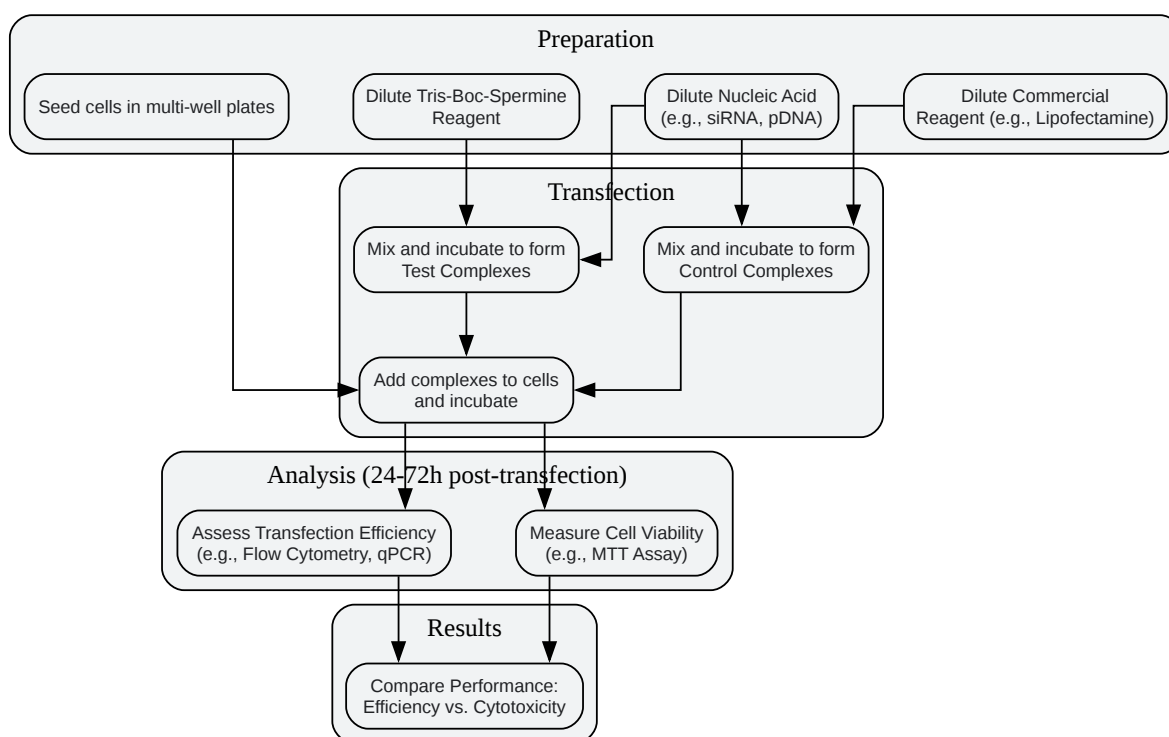 Preparation
Seed cells in multi-well plates
Dilute Tris-Boc-Spermine
Reagent
Dilute Nucleic Acid
(e.g., siRNA, pDNA)
Dilute Commercial
Reagent (e.g., Lipofectamine)
Transfection
Mix and incubate to form
Test Complexes
Mix and incubate to form
Control Complexes
Add complexes to cells
and incubate
Analysis (24-72h post-transfection)
Assess Transfection Efficiency
(e.g., Flow Cytometry, qPCR)
Measure Cell Viability
(e.g., MTT Assay)
Results
Compare Performance:
Efficiency vs. Cytotoxicity